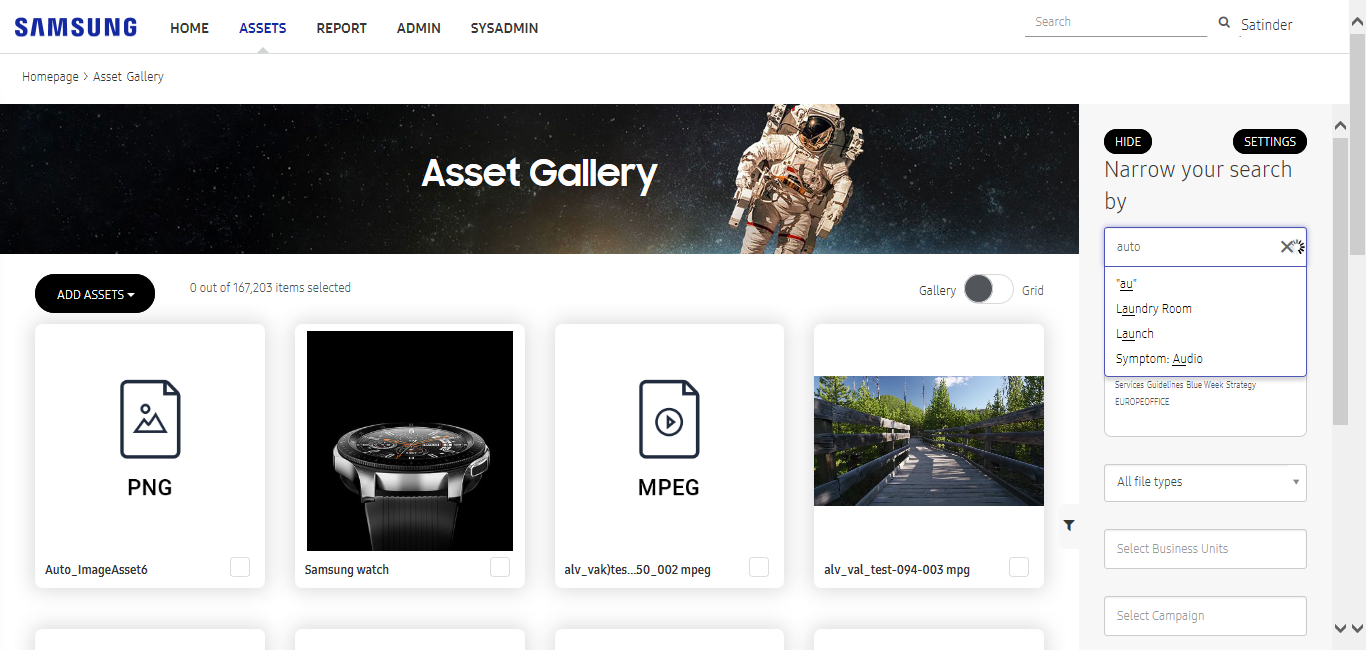 SAMSUNG HOME ASSETS REPORT ADMIN SYSADMIN Search Satinder
Homepage > Asset Gallery
Asset Gallery
ADD ASSETS
0 out of 167,203 items selected
Gallery Grid
PNG
Auto_ImageAsset6
Samsung watch
MPEG
alv_vak)tes...50_002 mpeg
alv_val_test-094-003 mpg
HIDE SETTINGS
Narrow your search
by
auto
"au"
Laundry Room
Launch
Symptom: Audio
Services Guidelines Blue Week Strategy
EUROPEOFFICE
All file types
Select Business Units
Select Campaign